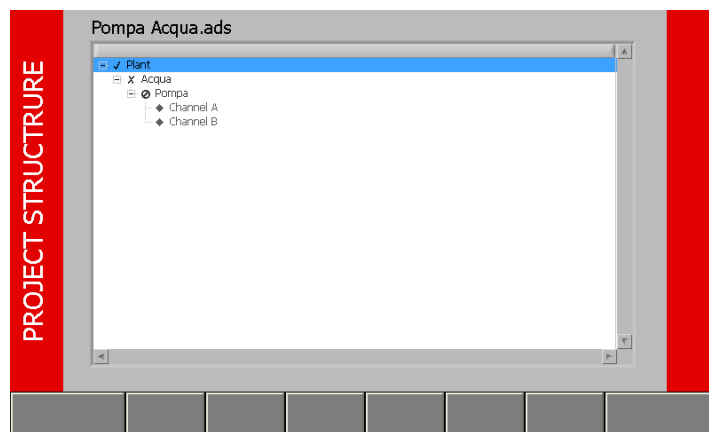 Pompa Acqua.ads
PROJECT STRUCTRURE
Plant
Acqua
Pompa
Channel A
Channel B